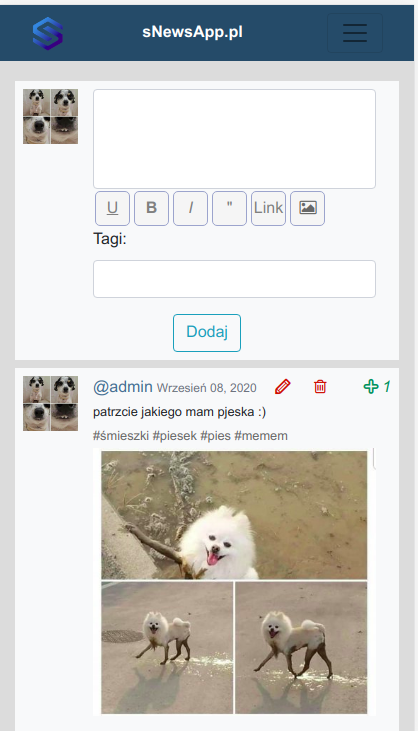 sNewsApp.pl
U B I " Link
Tagi:
Dodaj
@admin Wrzesień 08, 2020 1
patrzcie jakiego mam pjeska :)
#śmieszki #piesek #pies #memem